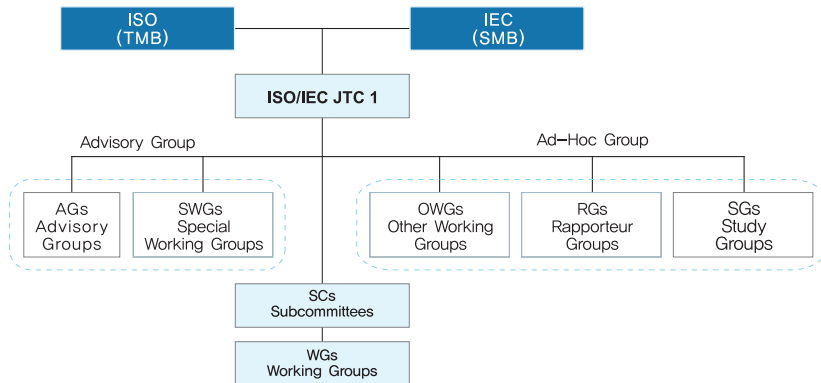 ISO
(TMB)
IEC
(SMB)
ISO/IEC JTC 1
Advisory Group
Ad-Hoc Group
AGs
Advisory
Groups
SWGs
Special
Working Groups
OWGs
Other Working
Groups
RGs
Rapporteur
Groups
SGs
Study
Groups
SCs
Subcommittees
WGs
Working Groups